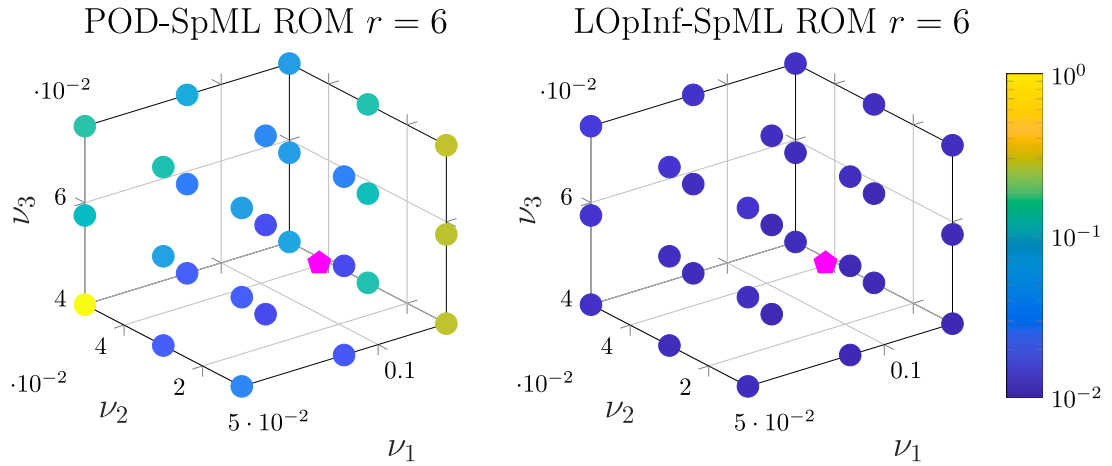 POD-SpML ROM r = 6
·10⁻²
ν₃
6
4
4
2
·10⁻²
ν₂
5 · 10⁻²
0.1
ν₁
LOpInf-SpML ROM r = 6
·10⁻²
ν₃
6
4
4
2
·10⁻²
ν₂
5 · 10⁻²
0.1
ν₁
10⁰
10⁻¹
10⁻²